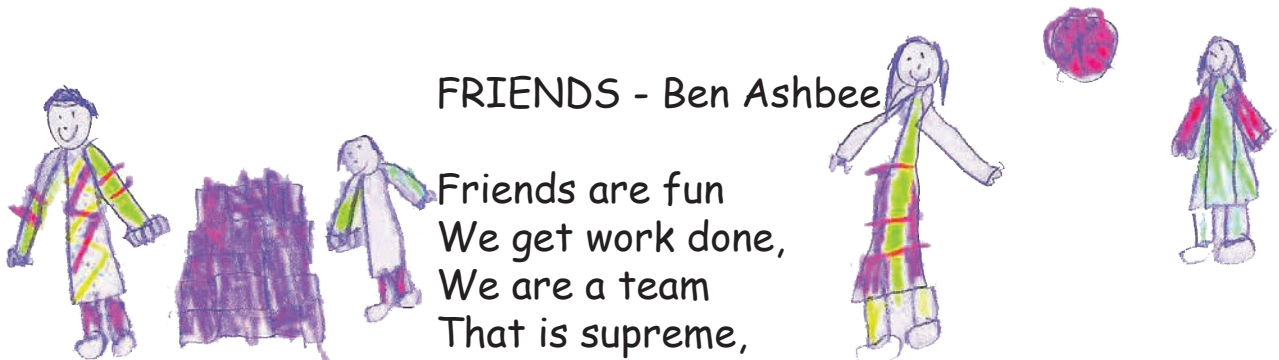 FRIENDS - Ben Ashbee
Friends are fun
We get work done,
We are a team
That is supreme,